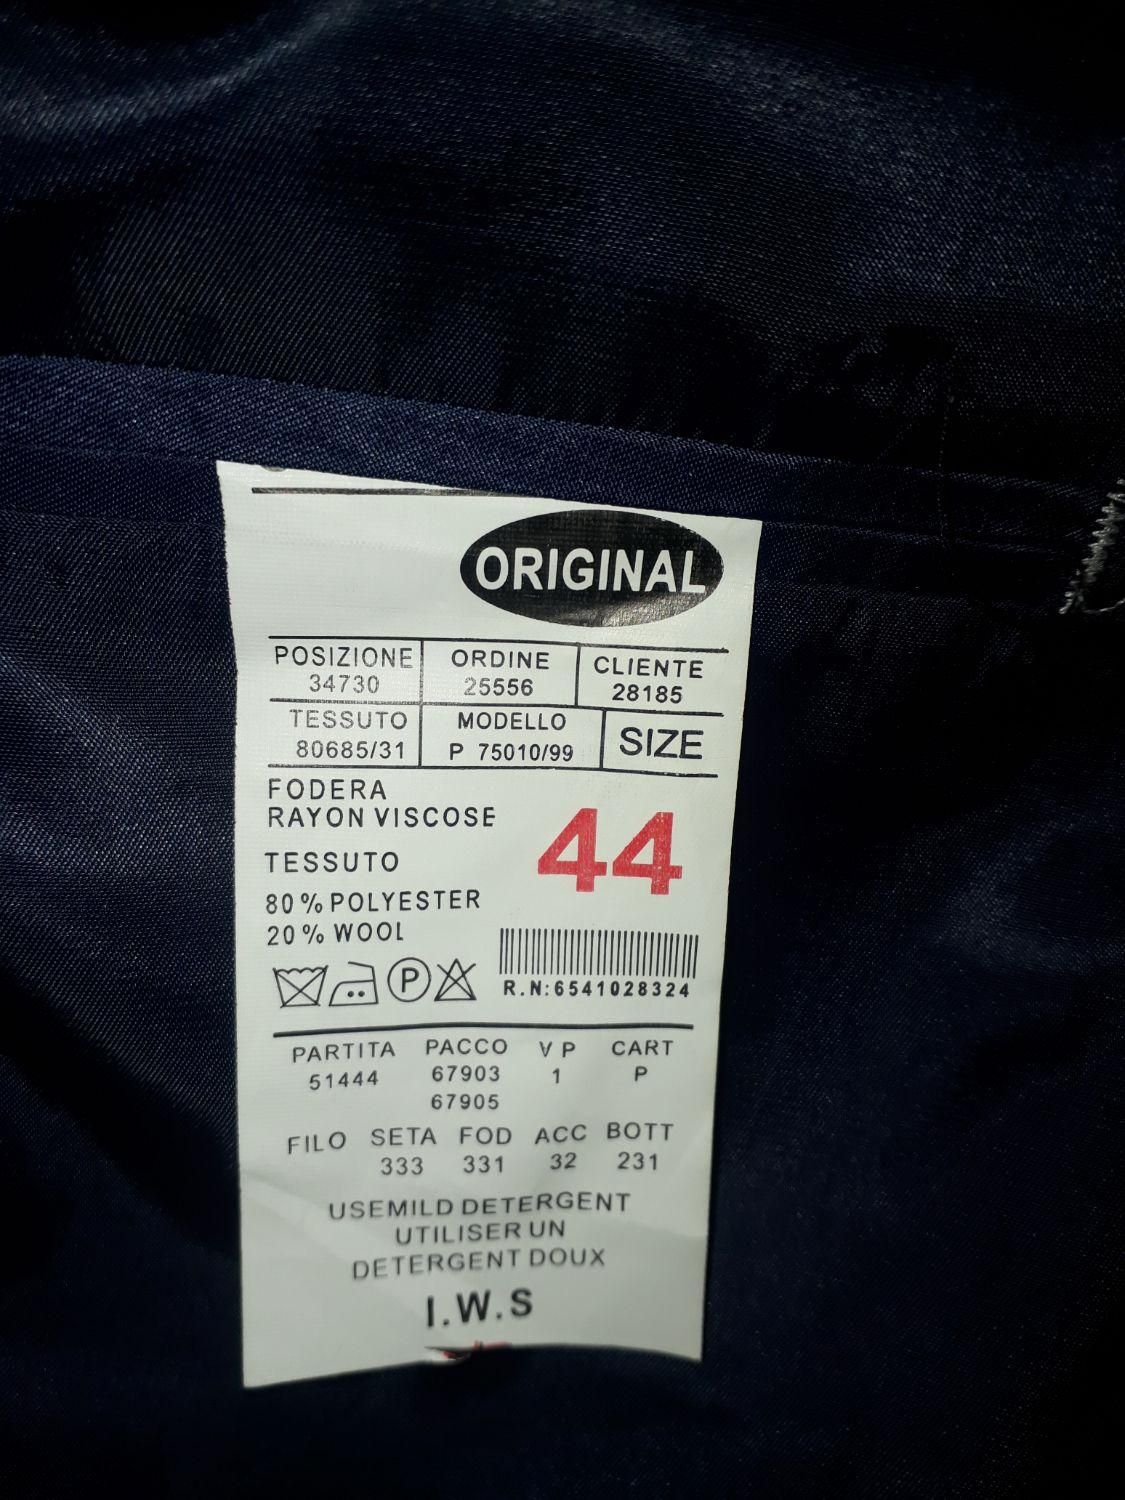 ORIGINAL
POSIZIONE ORDINE CLIENTE
34730 25556 28185
TESSUTO MODELLO SIZE
80685/31 P 75010/99
FODERA
RAYON VISCOSE
44
TESSUTO
80% POLYESTER
20% WOOL
P
R.N:6541028324
PARTITA PACCO V P CART
51444 67903 1 P
67905
FILO SETA FOD ACC BOTT
333 331 32 231
USEMILD DETERGENT
UTILISER UN
DETERGENT DOUX
I.W.S